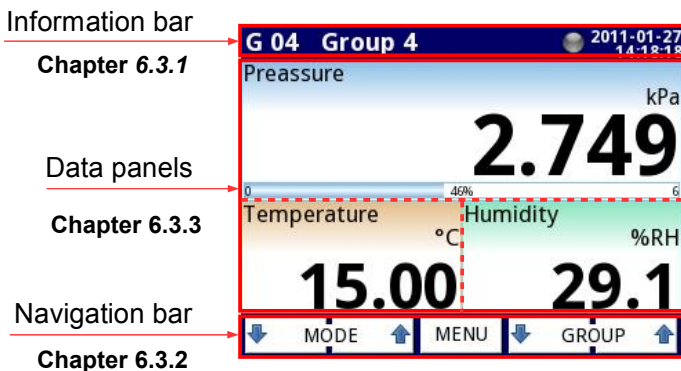 Information bar
Chapter 6.3.1
Data panels
Chapter 6.3.3
Navigation bar
Chapter 6.3.2
G 04 Group 4
2011-01-27
14:18:18
Preassure
kPa
2.749
0 46% 6
Temperature
°C
15.00
Humidity
%RH
29.1
MODE MENU GROUP